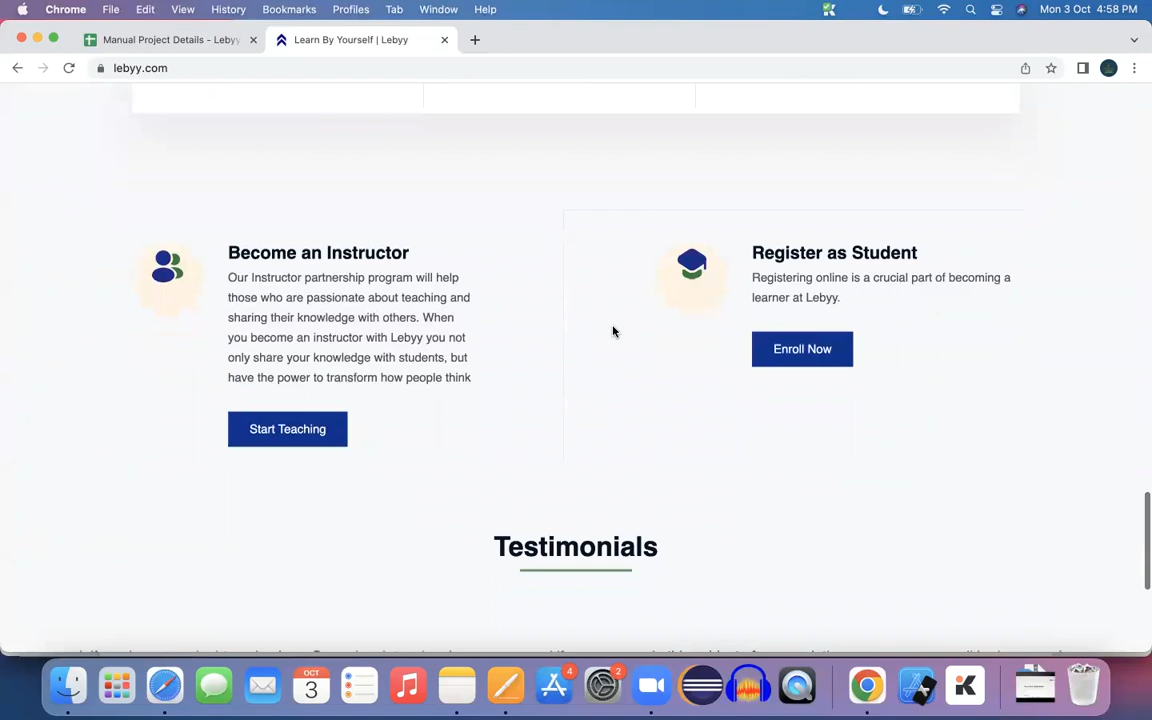 Chrome File Edit View History Bookmarks Profiles Tab Window Help Mon 3 Oct 4:58 PM
Manual Project Details - Lebyy Learn By Yourself | Lebyy
lebyy.com
Become an Instructor
Our Instructor partnership program will help
those who are passionate about teaching and
sharing their knowledge with others. When
you become an instructor with Lebyy you not
only share your knowledge with students, but
have the power to transform how people think
Start Teaching
Register as Student
Registering online is a crucial part of becoming a
learner at Lebyy.
Enroll Now
Testimonials
OCT
3
4
2